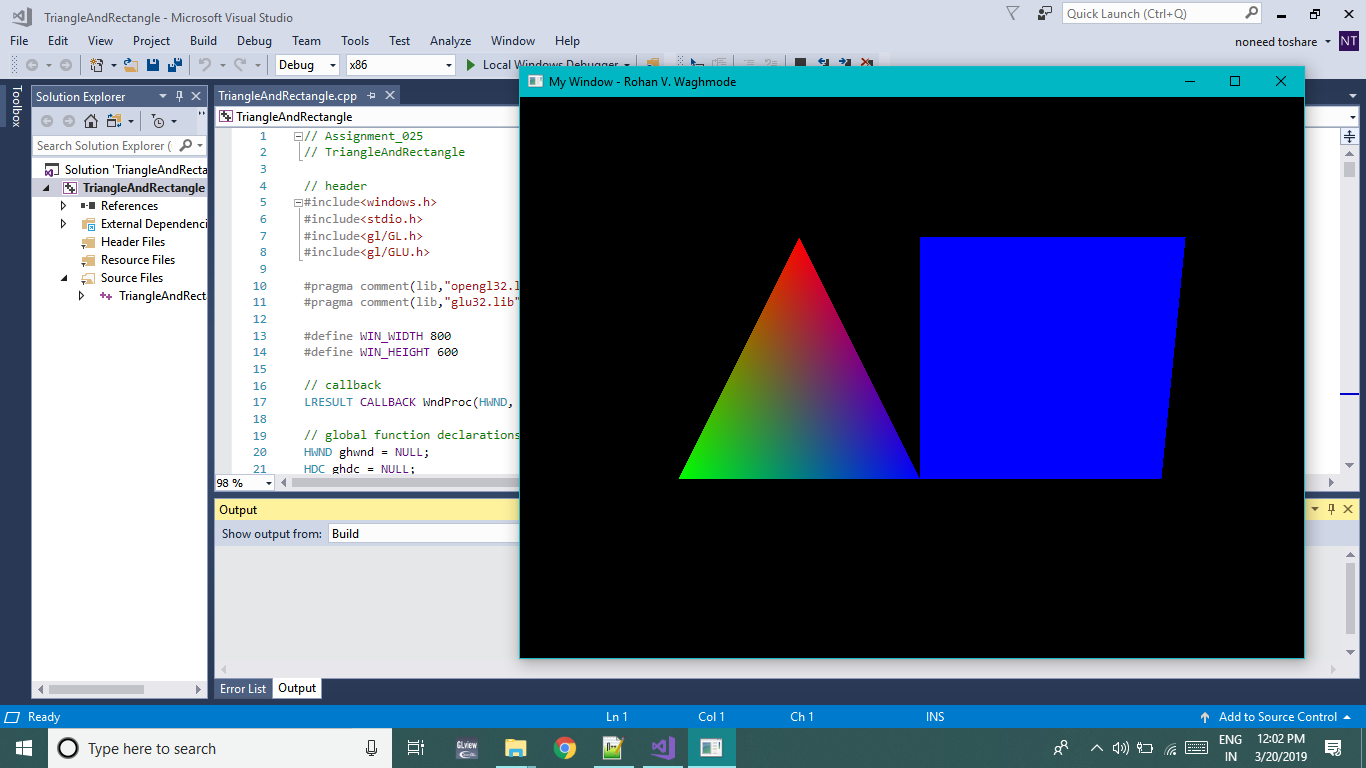 TriangleAndRectangle - Microsoft Visual Studio
Quick Launch (Ctrl+Q)
File Edit View Project Build Debug Team Tools Test Analyze Window Help
noneed toshare NT
Debug x86 Local Windows Debugger
My Window - Rohan V. Waghmode
Toolbox
Solution Explorer
Search Solution Explorer (
Solution 'TriangleAndRecta
TriangleAndRectangle
References
External Dependenci
Header Files
Resource Files
Source Files
TriangleAndRect
TriangleAndRectangle.cpp
TriangleAndRectangle
1 // Assignment_025
2 // TriangleAndRectangle
3
4 // header
5 #include<windows.h>
6 #include<stdio.h>
7 #include<gl/GL.h>
8 #include<gl/GLU.h>
9
10 #pragma comment(lib,"opengl32.l
11 #pragma comment(lib,"glu32.lib"
12
13 #define WIN_WIDTH 800
14 #define WIN_HEIGHT 600
15
16 // callback
17 LRESULT CALLBACK WndProc(HWND,
18
19 // global function declarations
20 HWND ghwnd = NULL;
21 HDC ghdc = NULL;
98 %
Output
Show output from: Build
Error List Output
Ready Ln 1 Col 1 Ch 1 INS Add to Source Control
Type here to search
GLview
ENG
IN
12:02 PM
3/20/2019